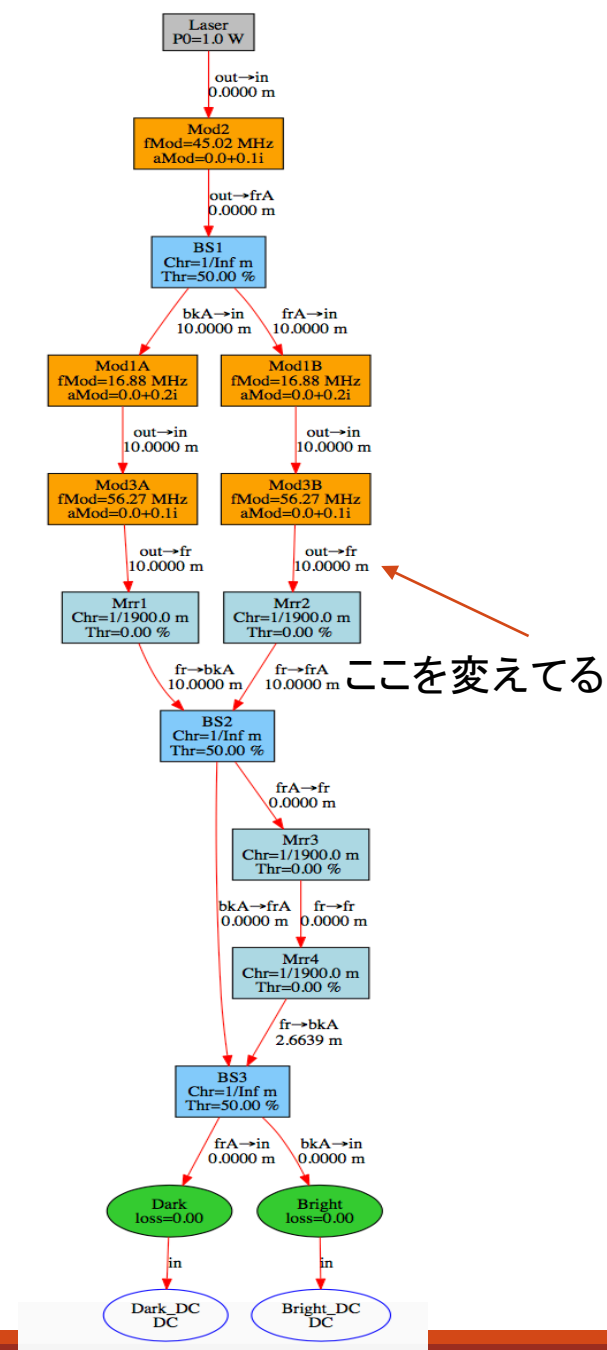 Laser
P0=1.0 W
out→in
0.0000 m
Mod2
fMod=45.02 MHz
aMod=0.0+0.1i
out→frA
0.0000 m
BS1
Chr=1/Inf m
Thr=50.00 %
bkA→in
10.0000 m
frA→in
10.0000 m
Mod1A
fMod=16.88 MHz
aMod=0.0+0.2i
Mod1B
fMod=16.88 MHz
aMod=0.0+0.2i
out→in
10.0000 m
out→in
10.0000 m
Mod3A
fMod=56.27 MHz
aMod=0.0+0.1i
Mod3B
fMod=56.27 MHz
aMod=0.0+0.1i
out→fr
10.0000 m
out→fr
10.0000 m
Mrr1
Chr=1/1900.0 m
Thr=0.00 %
Mrr2
Chr=1/1900.0 m
Thr=0.00 %
ここを変えてる
fr→bkA
10.0000 m
fr→frA
10.0000 m
BS2
Chr=1/Inf m
Thr=50.00 %
frA→fr
0.0000 m
Mrr3
Chr=1/1900.0 m
Thr=0.00 %
bkA→frA
0.0000 m
fr→fr
0.0000 m
Mrr4
Chr=1/1900.0 m
Thr=0.00 %
fr→bkA
2.6639 m
BS3
Chr=1/Inf m
Thr=50.00 %
frA→in
0.0000 m
bkA→in
0.0000 m
Dark
loss=0.00
Bright
loss=0.00
in
in
Dark_DC
DC
Bright_DC
DC